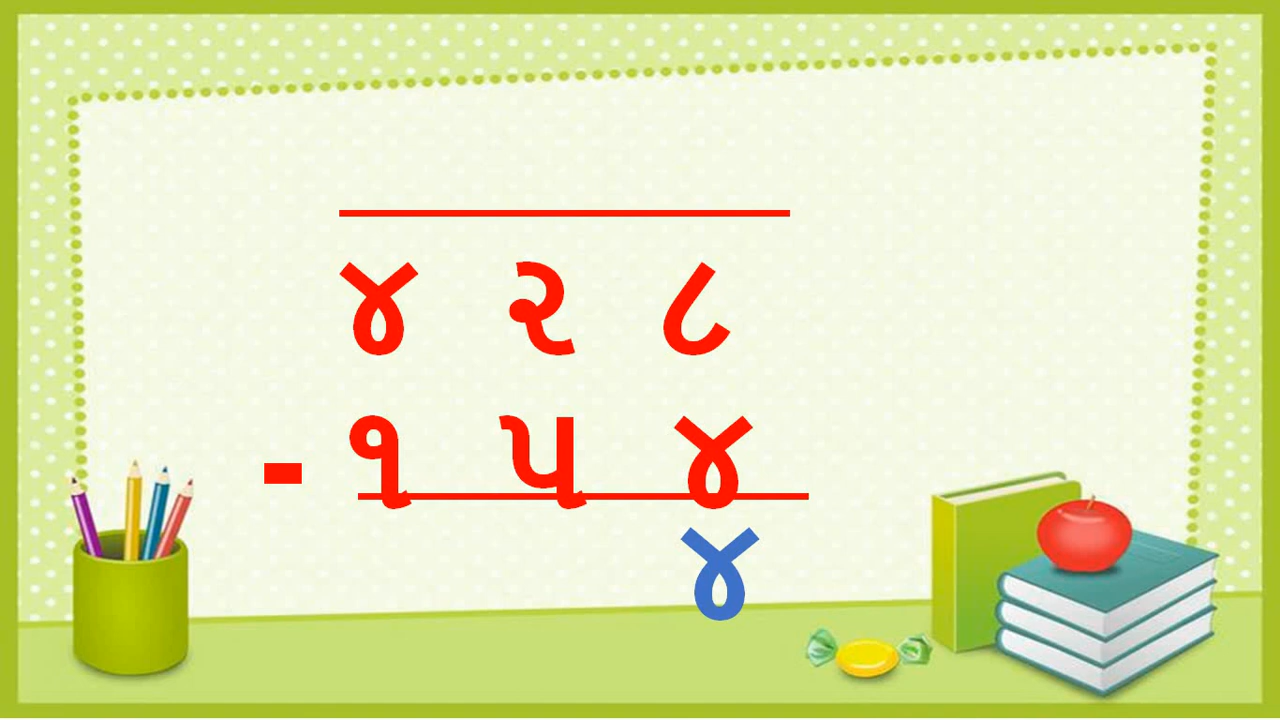 ૪ ૨ ૮
- ૧ ૫ ૪
૪